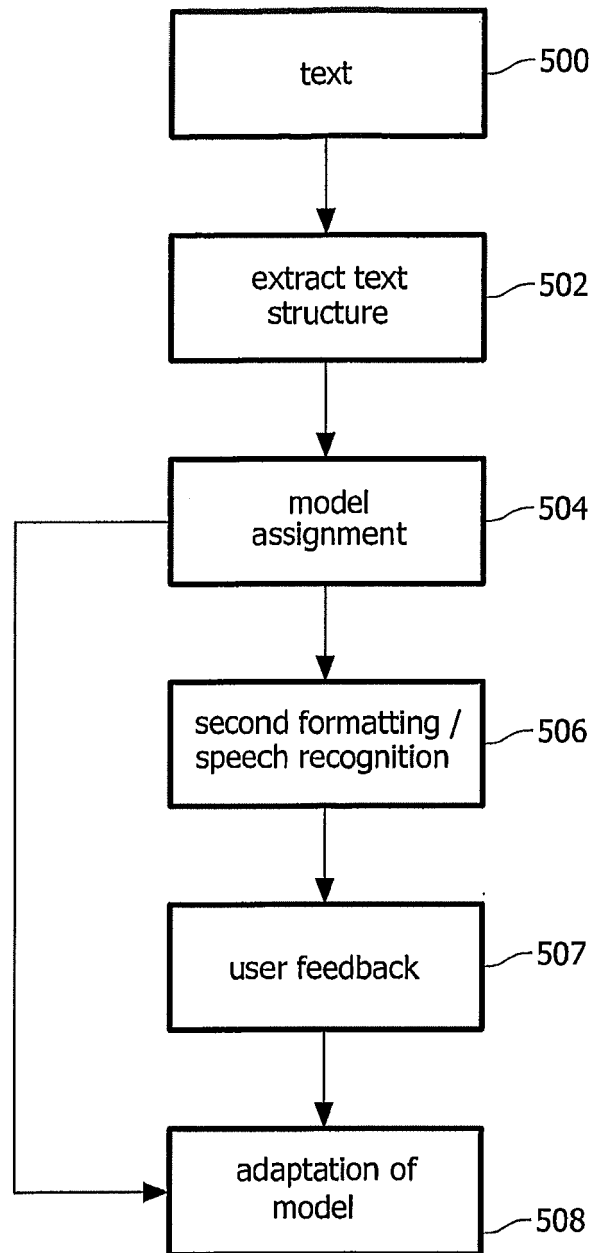 text
500
extract text
structure
502
model
assignment
504
second formatting /
speech recognition
506
user feedback
507
adaptation of
model
508